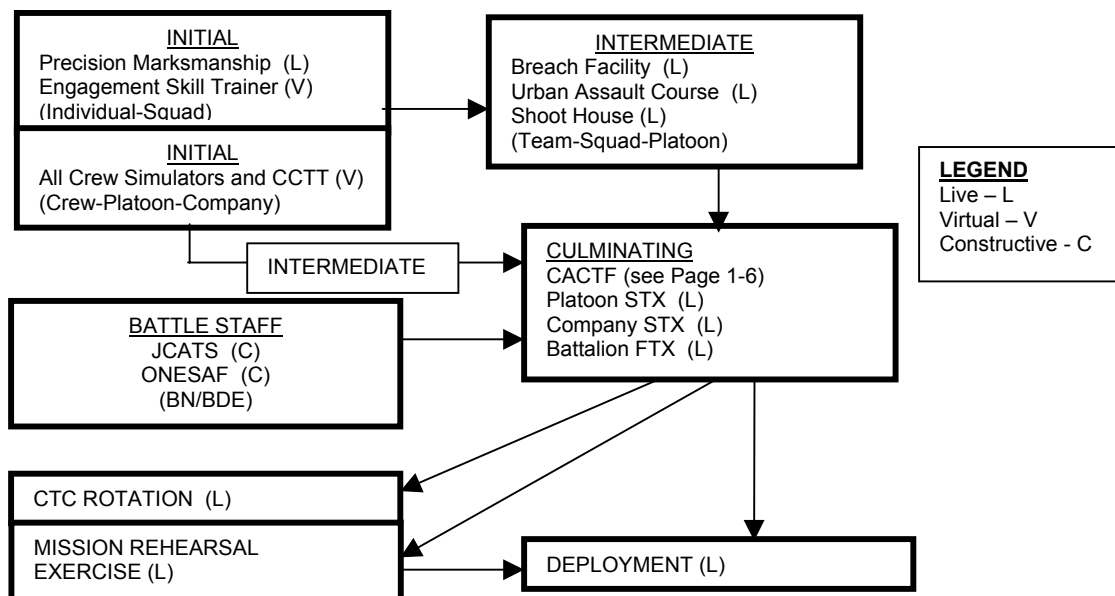 INITIAL
Precision Marksmanship (L)
Engagement Skill Trainer (V)
(Individual-Squad)
INITIAL
All Crew Simulators and CCTT (V)
(Crew-Platoon-Company)
INTERMEDIATE
Breach Facility (L)
Urban Assault Course (L)
Shoot House (L)
(Team-Squad-Platoon)
LEGEND
Live – L
Virtual – V
Constructive - C
INTERMEDIATE
CULMINATING
CACTF (see Page 1-6)
Platoon STX (L)
Company STX (L)
Battalion FTX (L)
BATTLE STAFF
JCATS (C)
ONESAF (C)
(BN/BDE)
CTC ROTATION (L)
MISSION REHEARSAL
EXERCISE (L)
DEPLOYMENT (L)